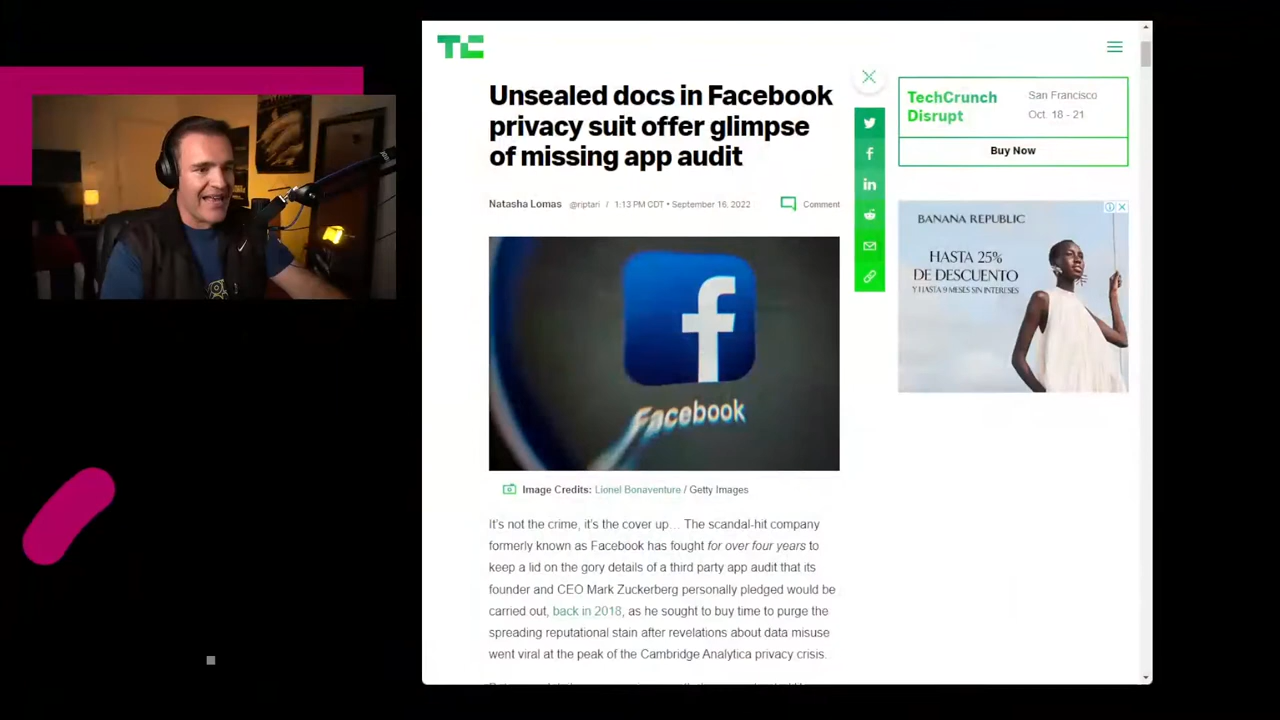 TC
Unsealed docs in Facebook
privacy suit offer glimpse
of missing app audit
Natasha Lomas @riptari / 1:13 PM CDT • September 16, 2022
Comment
Facebook
Image Credits: Lionel Bonaventure / Getty Images
It's not the crime, it's the cover up… The scandal-hit company
formerly known as Facebook has fought for over four years to
keep a lid on the gory details of a third party app audit that its
founder and CEO Mark Zuckerberg personally pledged would be
carried out, back in 2018, as he sought to buy time to purge the
spreading reputational stain after revelations about data misuse
went viral at the peak of the Cambridge Analytica privacy crisis.
TechCrunch
Disrupt
San Francisco
Oct. 18 - 21
Buy Now
BANANA REPUBLIC
HASTA 25%
DE DESCUENTO
Y HASTA 9 MESES SIN INTERESES